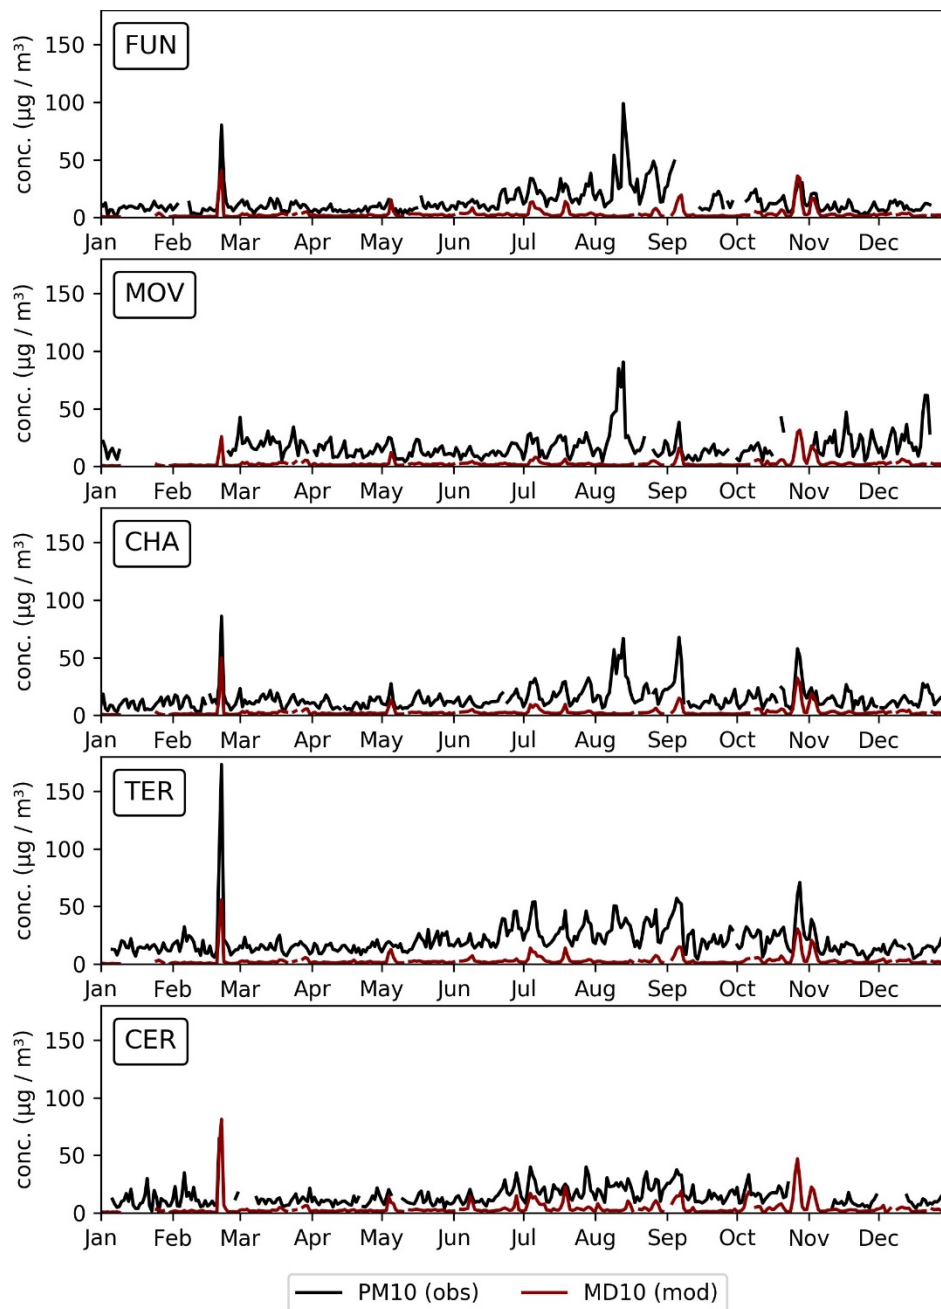 FUN
conc. (μg / m³)
150
100
50
0
Jan Feb Mar Apr May Jun Jul Aug Sep Oct Nov Dec
MOV
conc. (μg / m³)
150
100
50
0
Jan Feb Mar Apr May Jun Jul Aug Sep Oct Nov Dec
CHA
conc. (μg / m³)
150
100
50
0
Jan Feb Mar Apr May Jun Jul Aug Sep Oct Nov Dec
TER
conc. (μg / m³)
150
100
50
0
Jan Feb Mar Apr May Jun Jul Aug Sep Oct Nov Dec
CER
conc. (μg / m³)
150
100
50
0
Jan Feb Mar Apr May Jun Jul Aug Sep Oct Nov Dec
PM10 (obs) MD10 (mod)